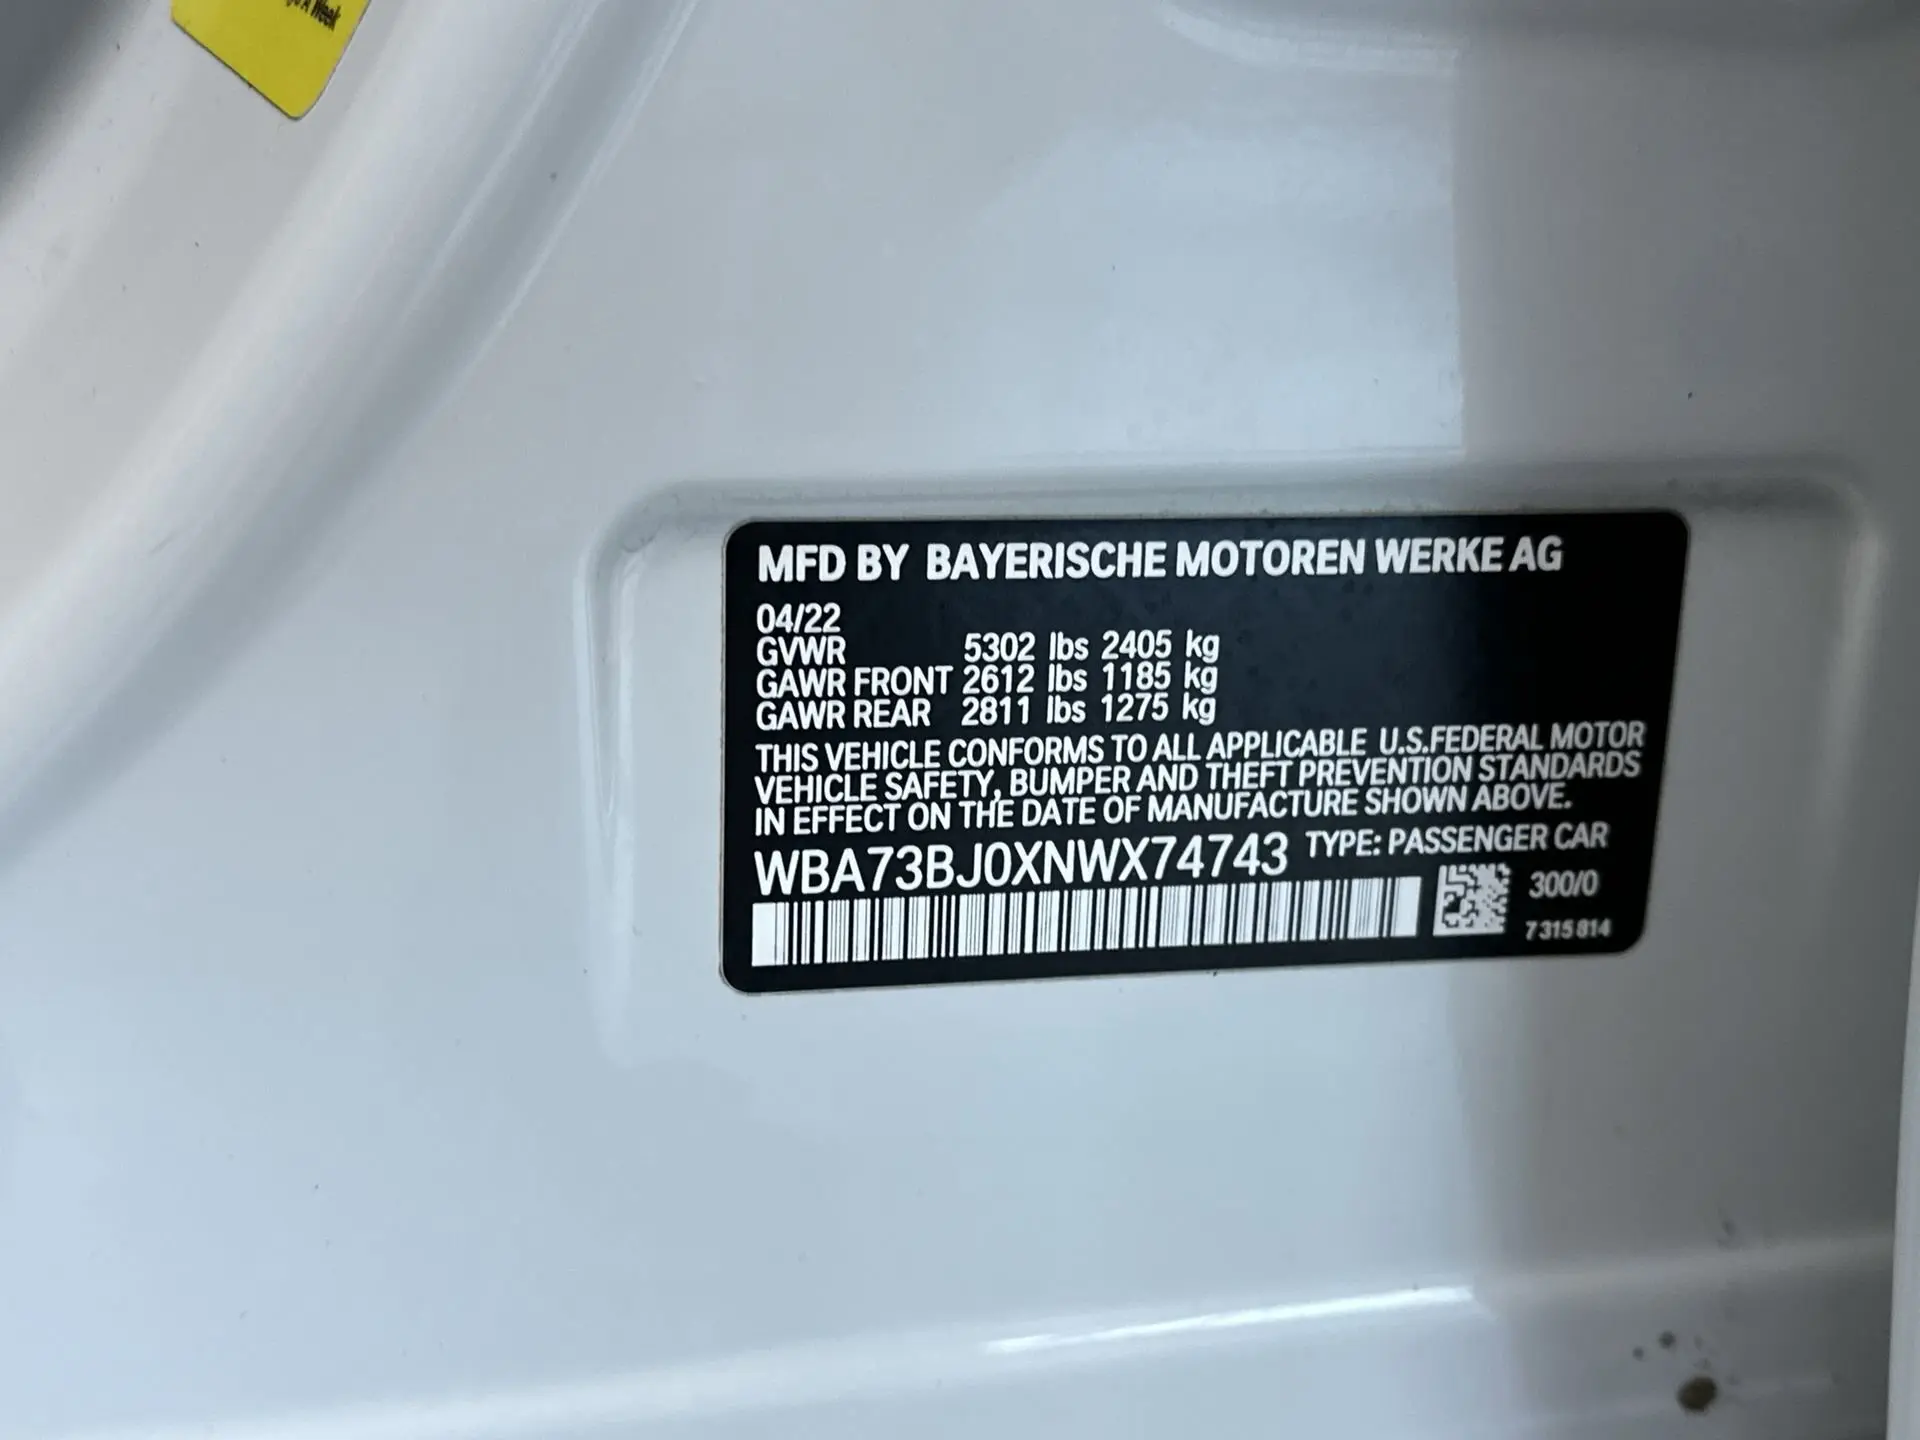 k A Week
MFD BY BAYERISCHE MOTOREN WERKE AG
04/22
GVWR 5302 lbs 2405 kg
GAWR FRONT 2612 lbs 1185 kg
GAWR REAR 2811 lbs 1275 kg
THIS VEHICLE CONFORMS TO ALL APPLICABLE U.S.FEDERAL MOTOR
VEHICLE SAFETY, BUMPER AND THEFT PREVENTION STANDARDS
IN EFFECT ON THE DATE OF MANUFACTURE SHOWN ABOVE.
WBA73BJ0XNWX74743 TYPE: PASSENGER CAR
300/0
7 315 814